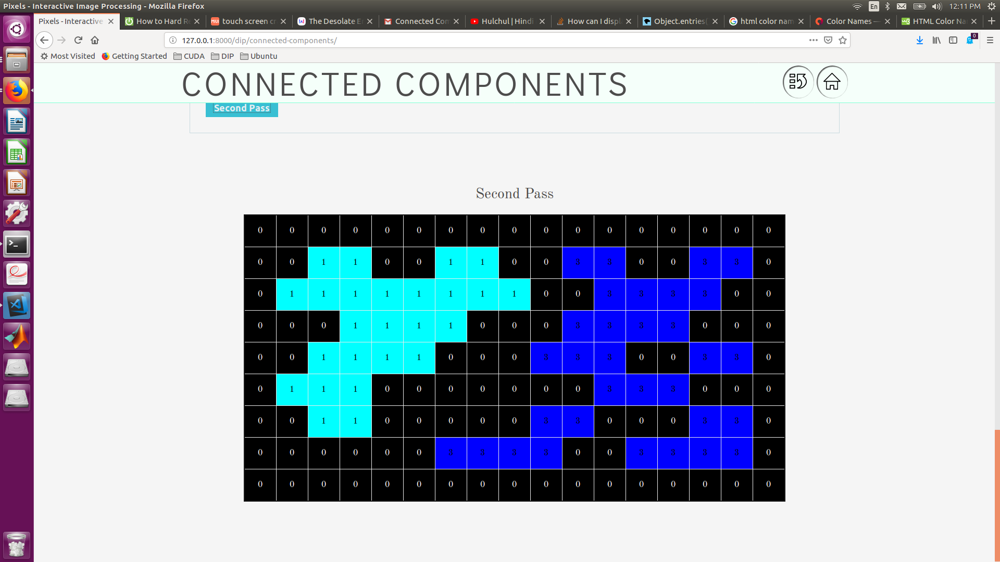 Pixels - Interactive Image Processing - Mozilla Firefox
En
12:11 PM
Pixels - Interactive
How to Hard R
touch screen cr
The Desolate E
Connected Com
Hulchul | Hindi
How can I displ
Object.entries(
html color nam
Color Names —
HTML Color Na
127.0.0.1:8000/dip/connected-components/
0
Most Visited
Getting Started
CUDA
DIP
Ubuntu
CONNECTED COMPONENTS
Second Pass
Second Pass
0 0 0 0 0 0 0 0 0 0 0 0 0 0 0 0 0
0 0 1 1 0 0 1 1 0 0 3 3 0 0 3 3 0
0 1 1 1 1 1 1 1 1 0 0 3 3 3 3 0 0
0 0 0 1 1 1 1 0 0 0 3 3 3 3 0 0 0
0 0 1 1 1 1 0 0 0 3 3 3 0 0 3 3 0
0 1 1 1 0 0 0 0 0 0 0 3 3 3 0 0 0
0 0 1 1 0 0 0 0 0 3 3 0 0 0 3 3 0
0 0 0 0 0 0 3 3 3 3 0 0 3 3 3 3 0
0 0 0 0 0 0 0 0 0 0 0 0 0 0 0 0 0